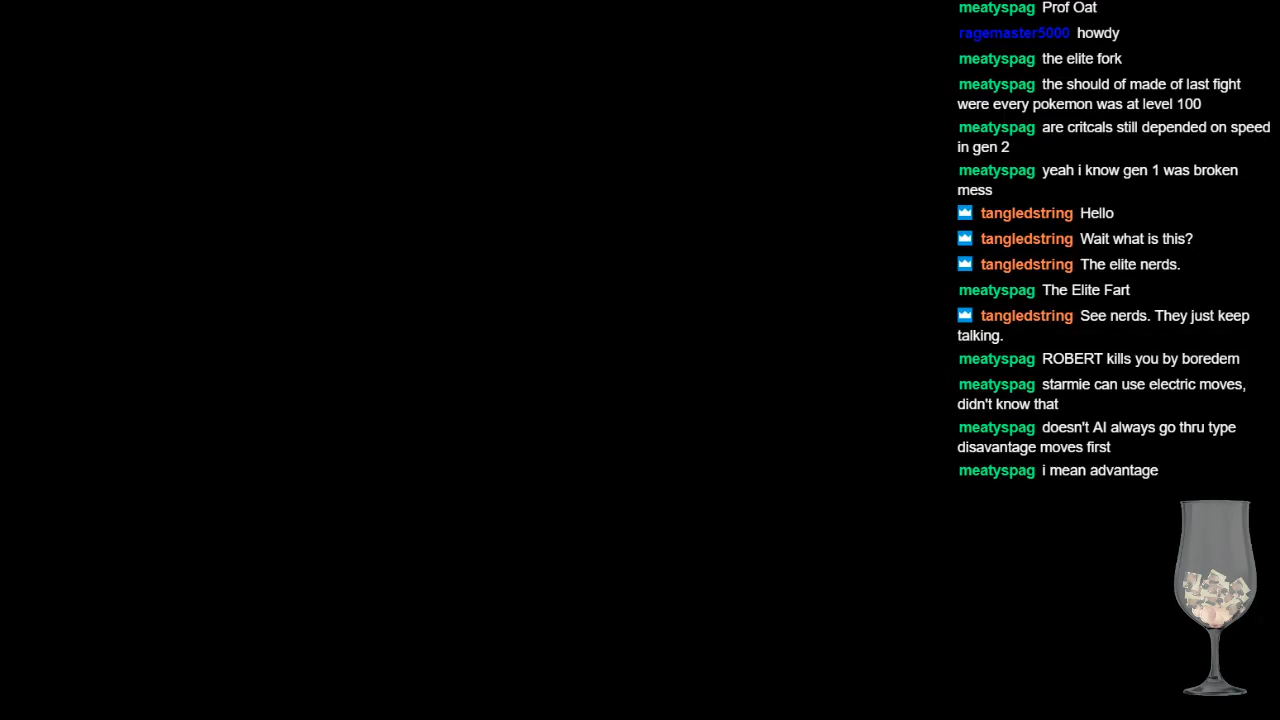 meatyspag Prof Oat
ragemaster5000 howdy
meatyspag the elite fork
meatyspag the should of made of last fight
were every pokemon was at level 100
meatyspag are critcals still depended on speed
in gen 2
meatyspag yeah i know gen 1 was broken
mess
tangledstring Hello
tangledstring Wait what is this?
tangledstring The elite nerds.
meatyspag The Elite Fart
tangledstring See nerds. They just keep
talking.
meatyspag ROBERT kills you by boredem
meatyspag starmie can use electric moves,
didn't know that
meatyspag doesn't AI always go thru type
disavantage moves first
meatyspag i mean advantage